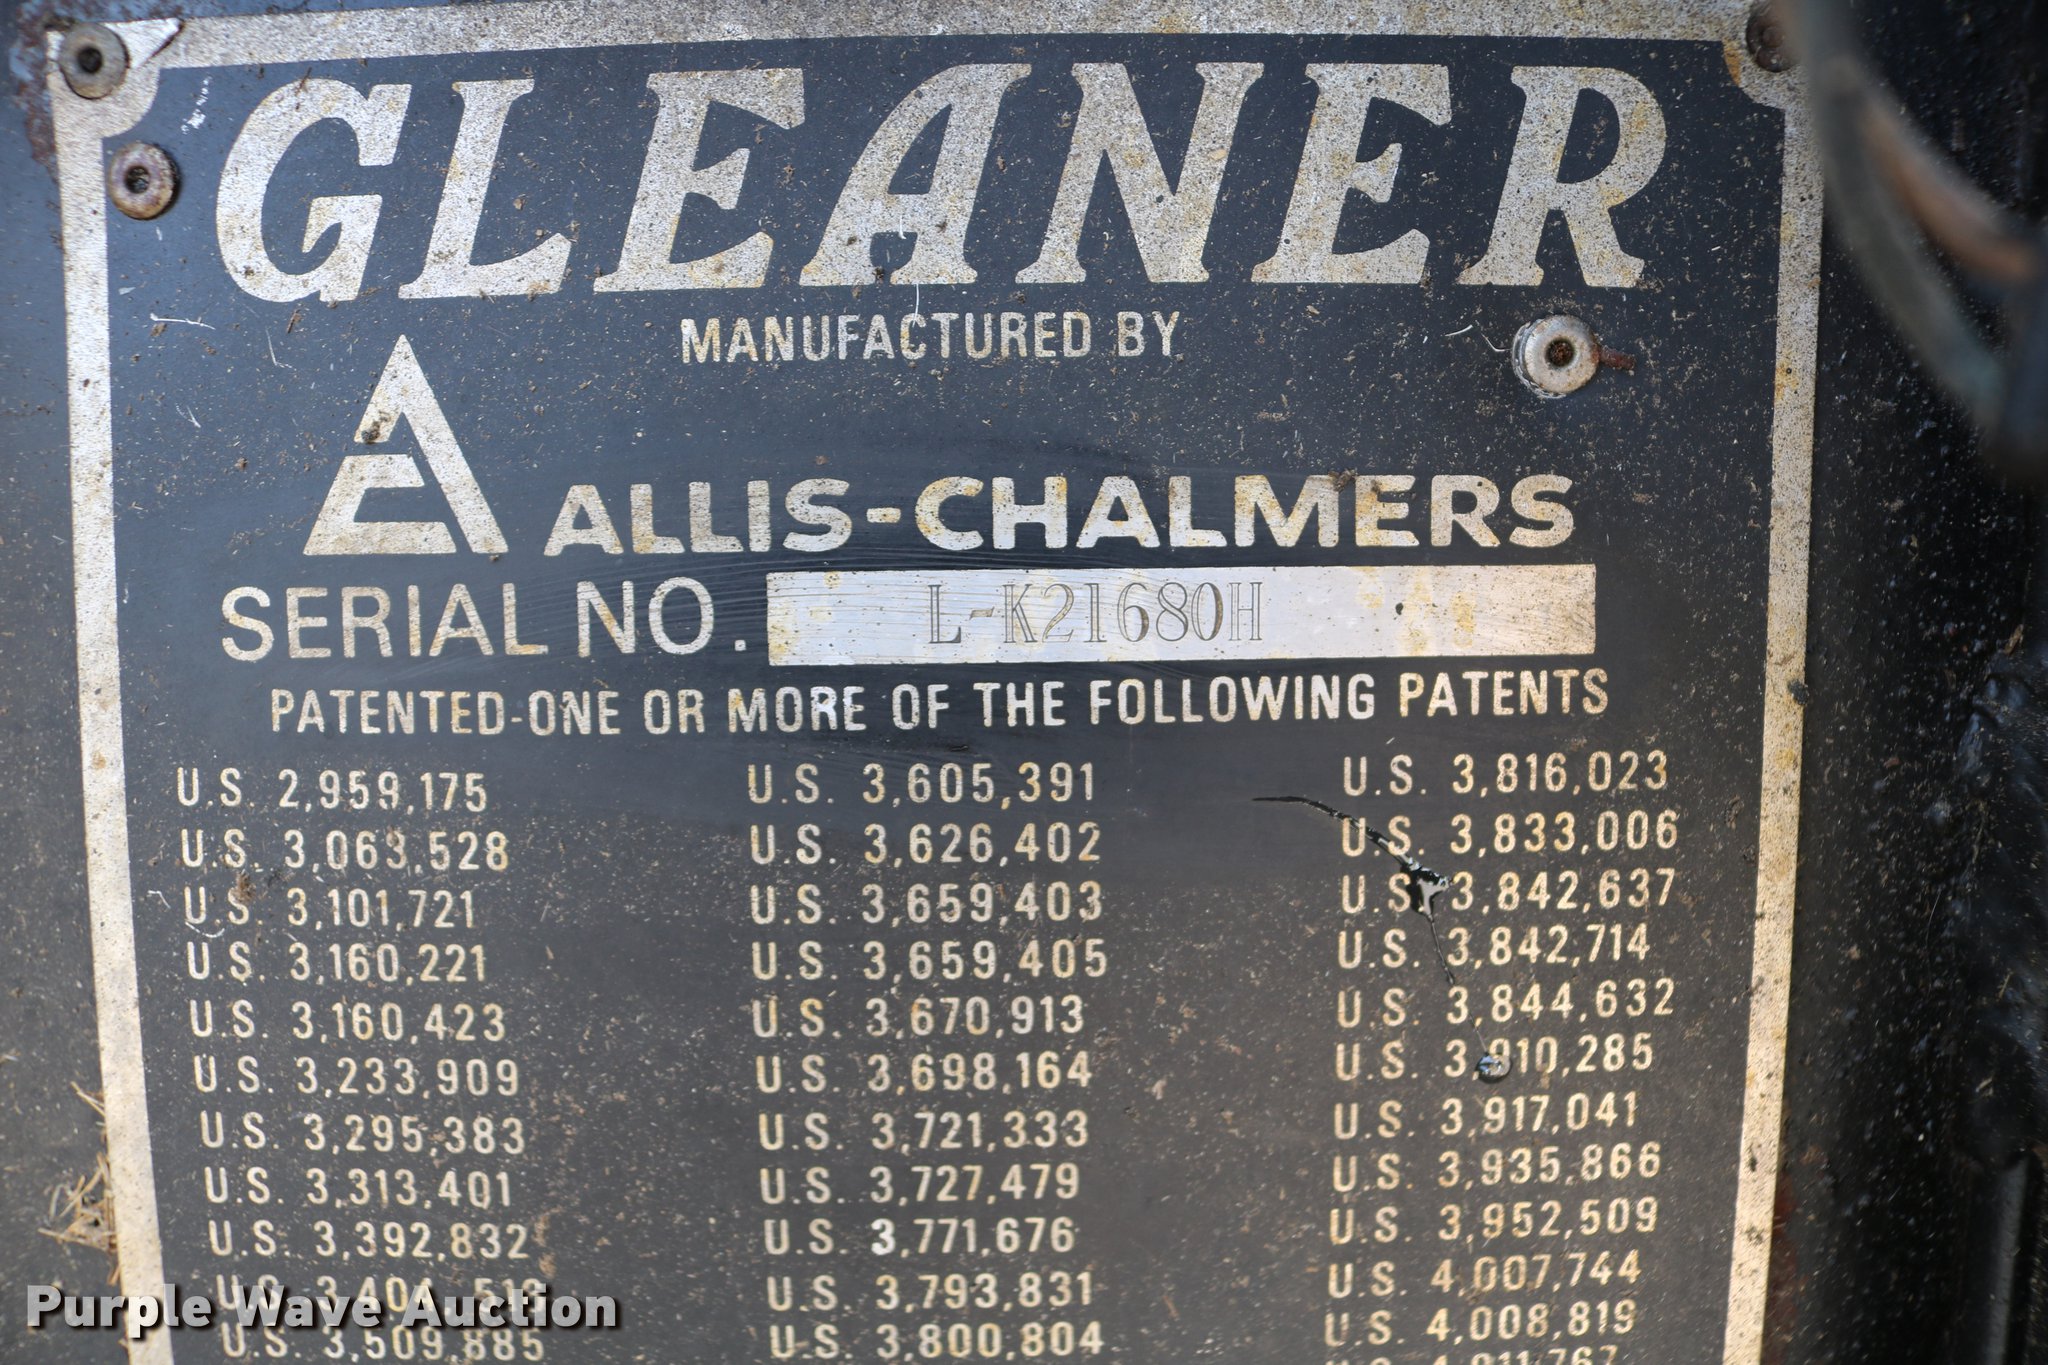 GLEANER
MANUFACTURED BY
ALLIS-CHALMERS
SERIAL NO. L-K21680H
PATENTED-ONE OR MORE OF THE FOLLOWING PATENTS
U.S. 2,959,175
U.S. 3,063,528
U.S. 3,101,721
U.S. 3,160,221
U.S. 3,160,423
U.S. 3,233,909
U.S. 3,295,383
U.S. 3,313,401
U.S. 3,392,832
U.S.
U.S. 3,509,885
U.S. 3,605,391
U.S. 3,626,402
U.S. 3,659,403
U.S. 3,659,405
U.S. 3,670,913
U.S. 3,698,164
U.S. 3,721,333
U.S. 3,727,479
U.S. 3,771,676
U.S. 3,793,831
U.S. 3,800,804
U.S. 3,816,023
U.S. 3,833,006
U.S. 3,842,637
U.S. 3,842,714
U.S. 3,844,632
U.S. 3,910,285
U.S. 3,917,041
U.S. 3,935,866
U.S. 3,952,509
U.S. 4,007,744
U.S. 4,008,819
Purple Wave Auction